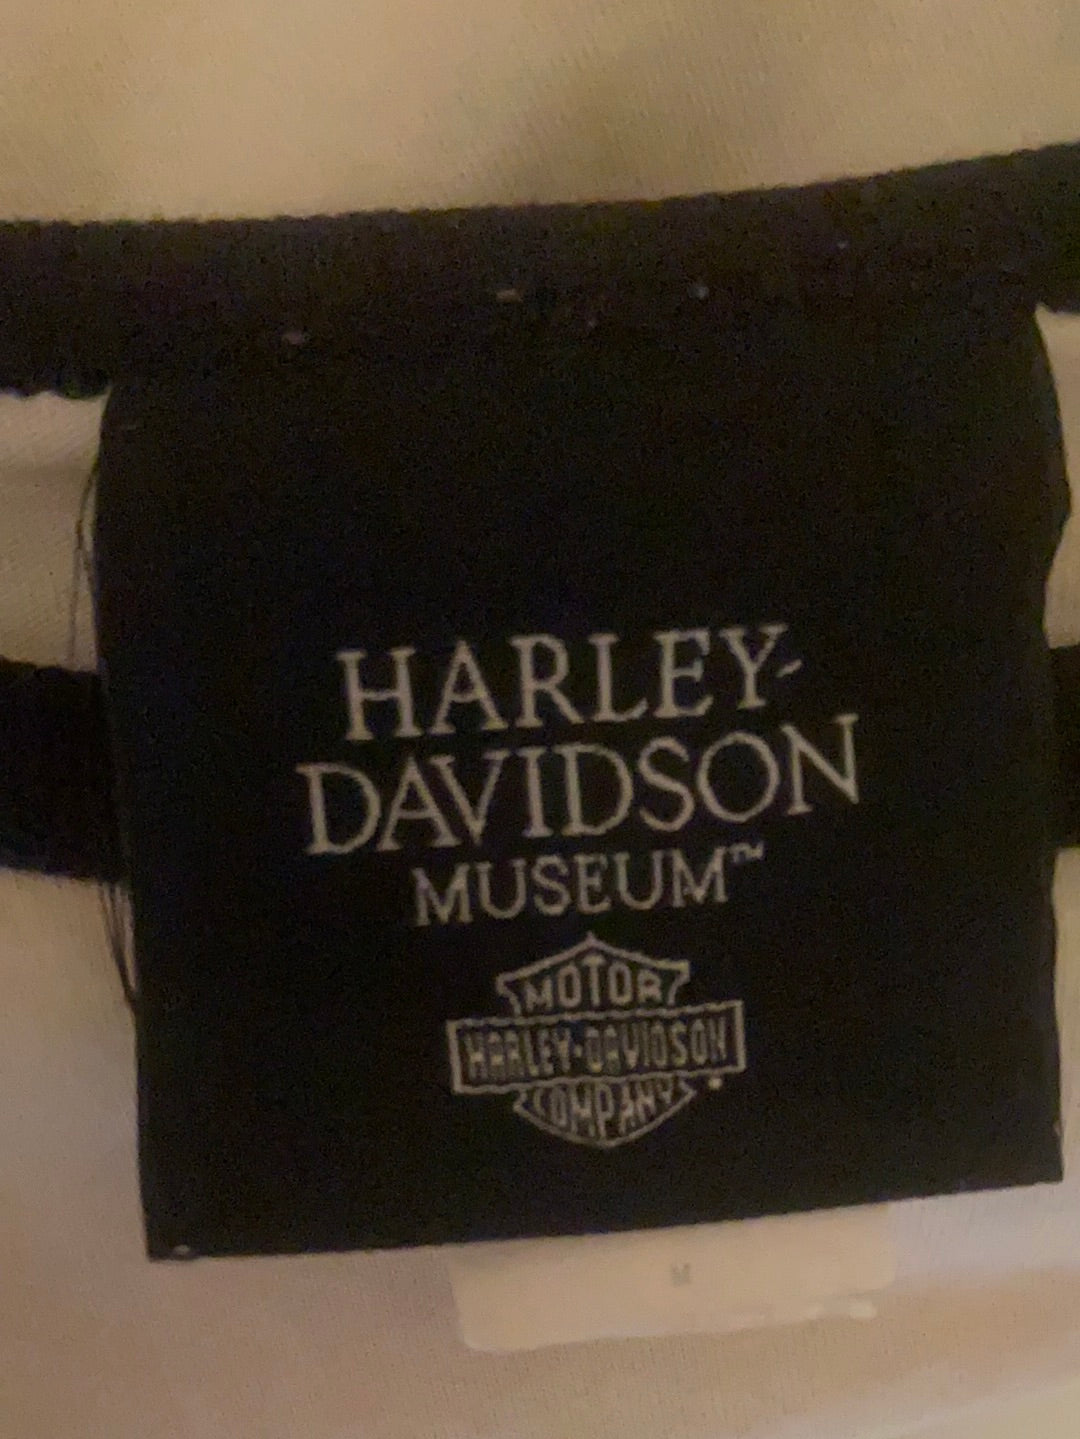 HARLEY-
DAVIDSON
MUSEUM™
MOTOR
HARLEY-DAVIDSON
COMPANY
M